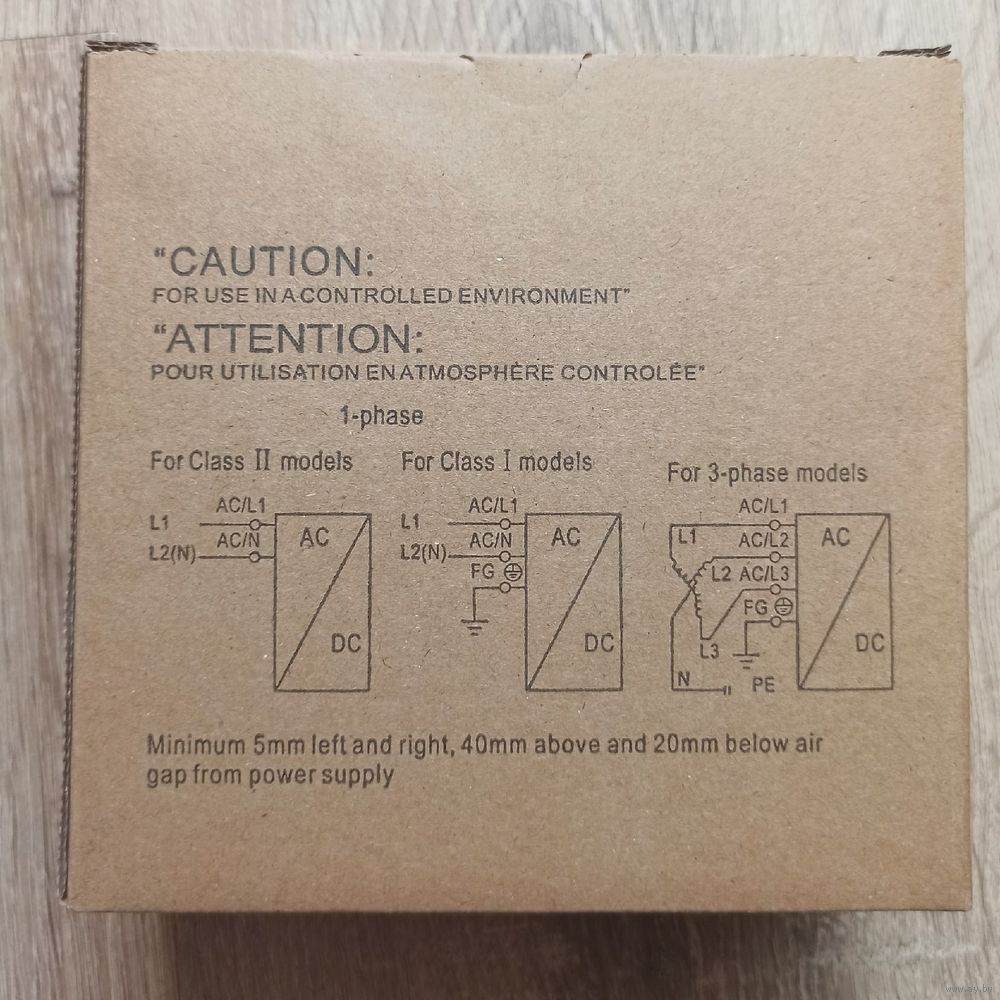 “CAUTION:
FOR USE IN A CONTROLLED ENVIRONMENT”
“ATTENTION:
POUR UTILISATION EN ATMOSPHÈRE CONTROLÉE”
1-phase
For Class II models
AC/L1
L1
AC/N
L2(N)
AC
DC
For Class I models
AC/L1
L1
AC/N
L2(N)
FG
AC
DC
For 3-phase models
AC/L1
L1
AC/L2
L2 AC/L3
FG
L3
N
PE
AC
DC
Minimum 5mm left and right, 40mm above and 20mm below air
gap from power supply
www.ay.by